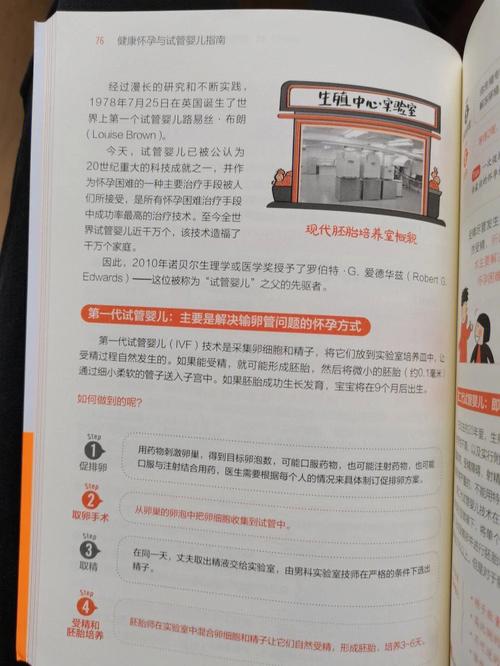 76 健康怀孕与试管婴儿指南
经过漫长的研究和不断实践，
1978年7月25日在英国诞生了世
界上第一个试管婴儿路易丝·布朗
(Louise Brown)。
今天，试管婴儿已被公认为
20世纪重大的科技成就之一，并作
为怀孕困难的一种主要治疗手段被人
们所接受，是所有怀孕困难治疗手段
中成功率最高的治疗技术。至今全世
界试管婴儿近千万个，该技术造福了
千万个家庭。
生殖中心·实验室
现代胚胎培养室概貌
因此，2010年诺贝尔生理学或医学奖授予了罗伯特·G. 爱德华兹（Robert G.
Edwards）——这位被称为“试管婴儿”之父的先驱者。
第一代试管婴儿：主要是解决输卵管问题的怀孕方式
第一代试管婴儿（IVF）技术是采集卵细胞和精子，将它们放到实验室培养皿中，让
受精过程自然发生的。如果能受精，就可能形成胚胎，然后将微小的胚胎（约0.1毫米）
通过细小柔软的管子送入子宫中。如果胚胎成功生长发育，宝宝将在9个月后出生。
如何做到的呢？
Step
1
促排卵
用药物刺激卵巢，得到目标卵泡数，可能口服药物，也可能注射药物，也可能
口服与注射结合用药，医生需要根据每个人的情况来具体制订促排卵方案。
Step
2
取卵手术
从卵巢的卵泡中把卵细胞收集到试管中。
Step
3
取精
在同一天，丈夫取出精液交给实验室，由男科实验室技师在严格的条件下选出
精子。
Step
4
受精和
胚胎培养
胚胎师在实验室中混合卵细胞和精子让它们自然受精，形成胚胎，培养3-6天。